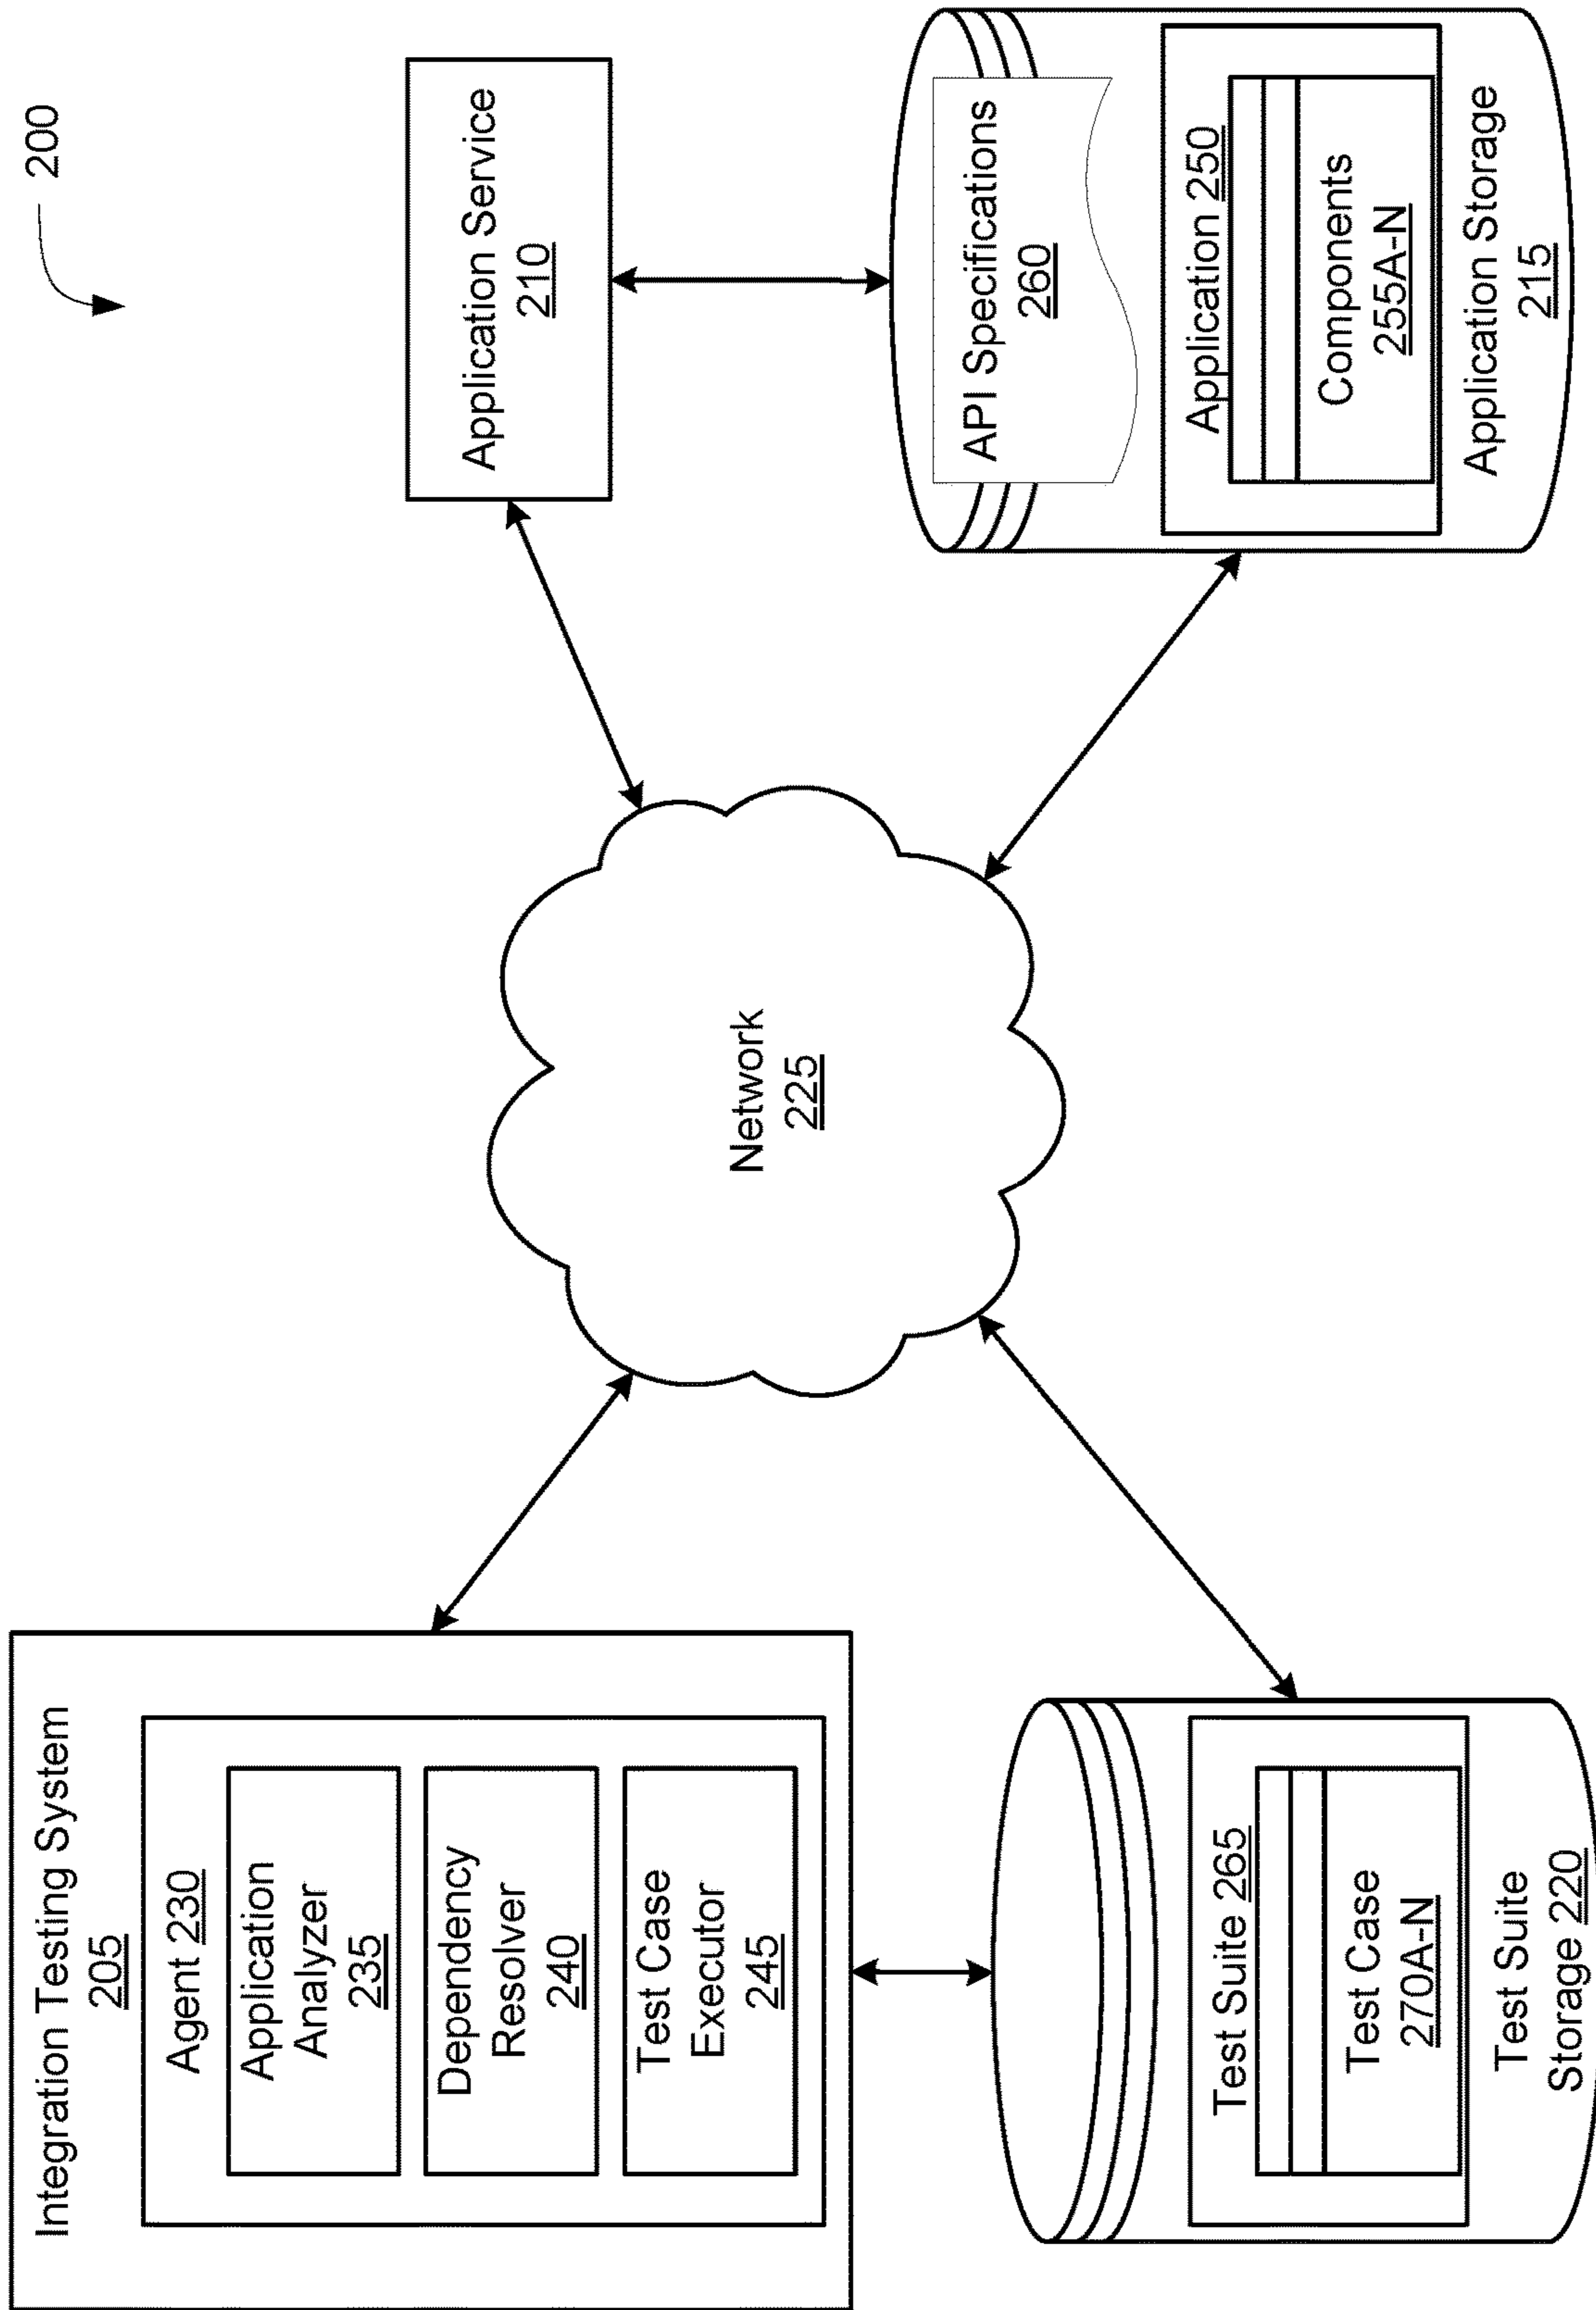 200
Integration Testing System
205
Agent 230
Application
Analyzer
235
Dependency
Resolver
240
Test Case
Executor
245
Test Suite 265
Test Case
270A-N
Test Suite
Storage 220
Network
225
Application Service
210
API Specifications
260
Application 250
Components
255A-N
Application Storage
215